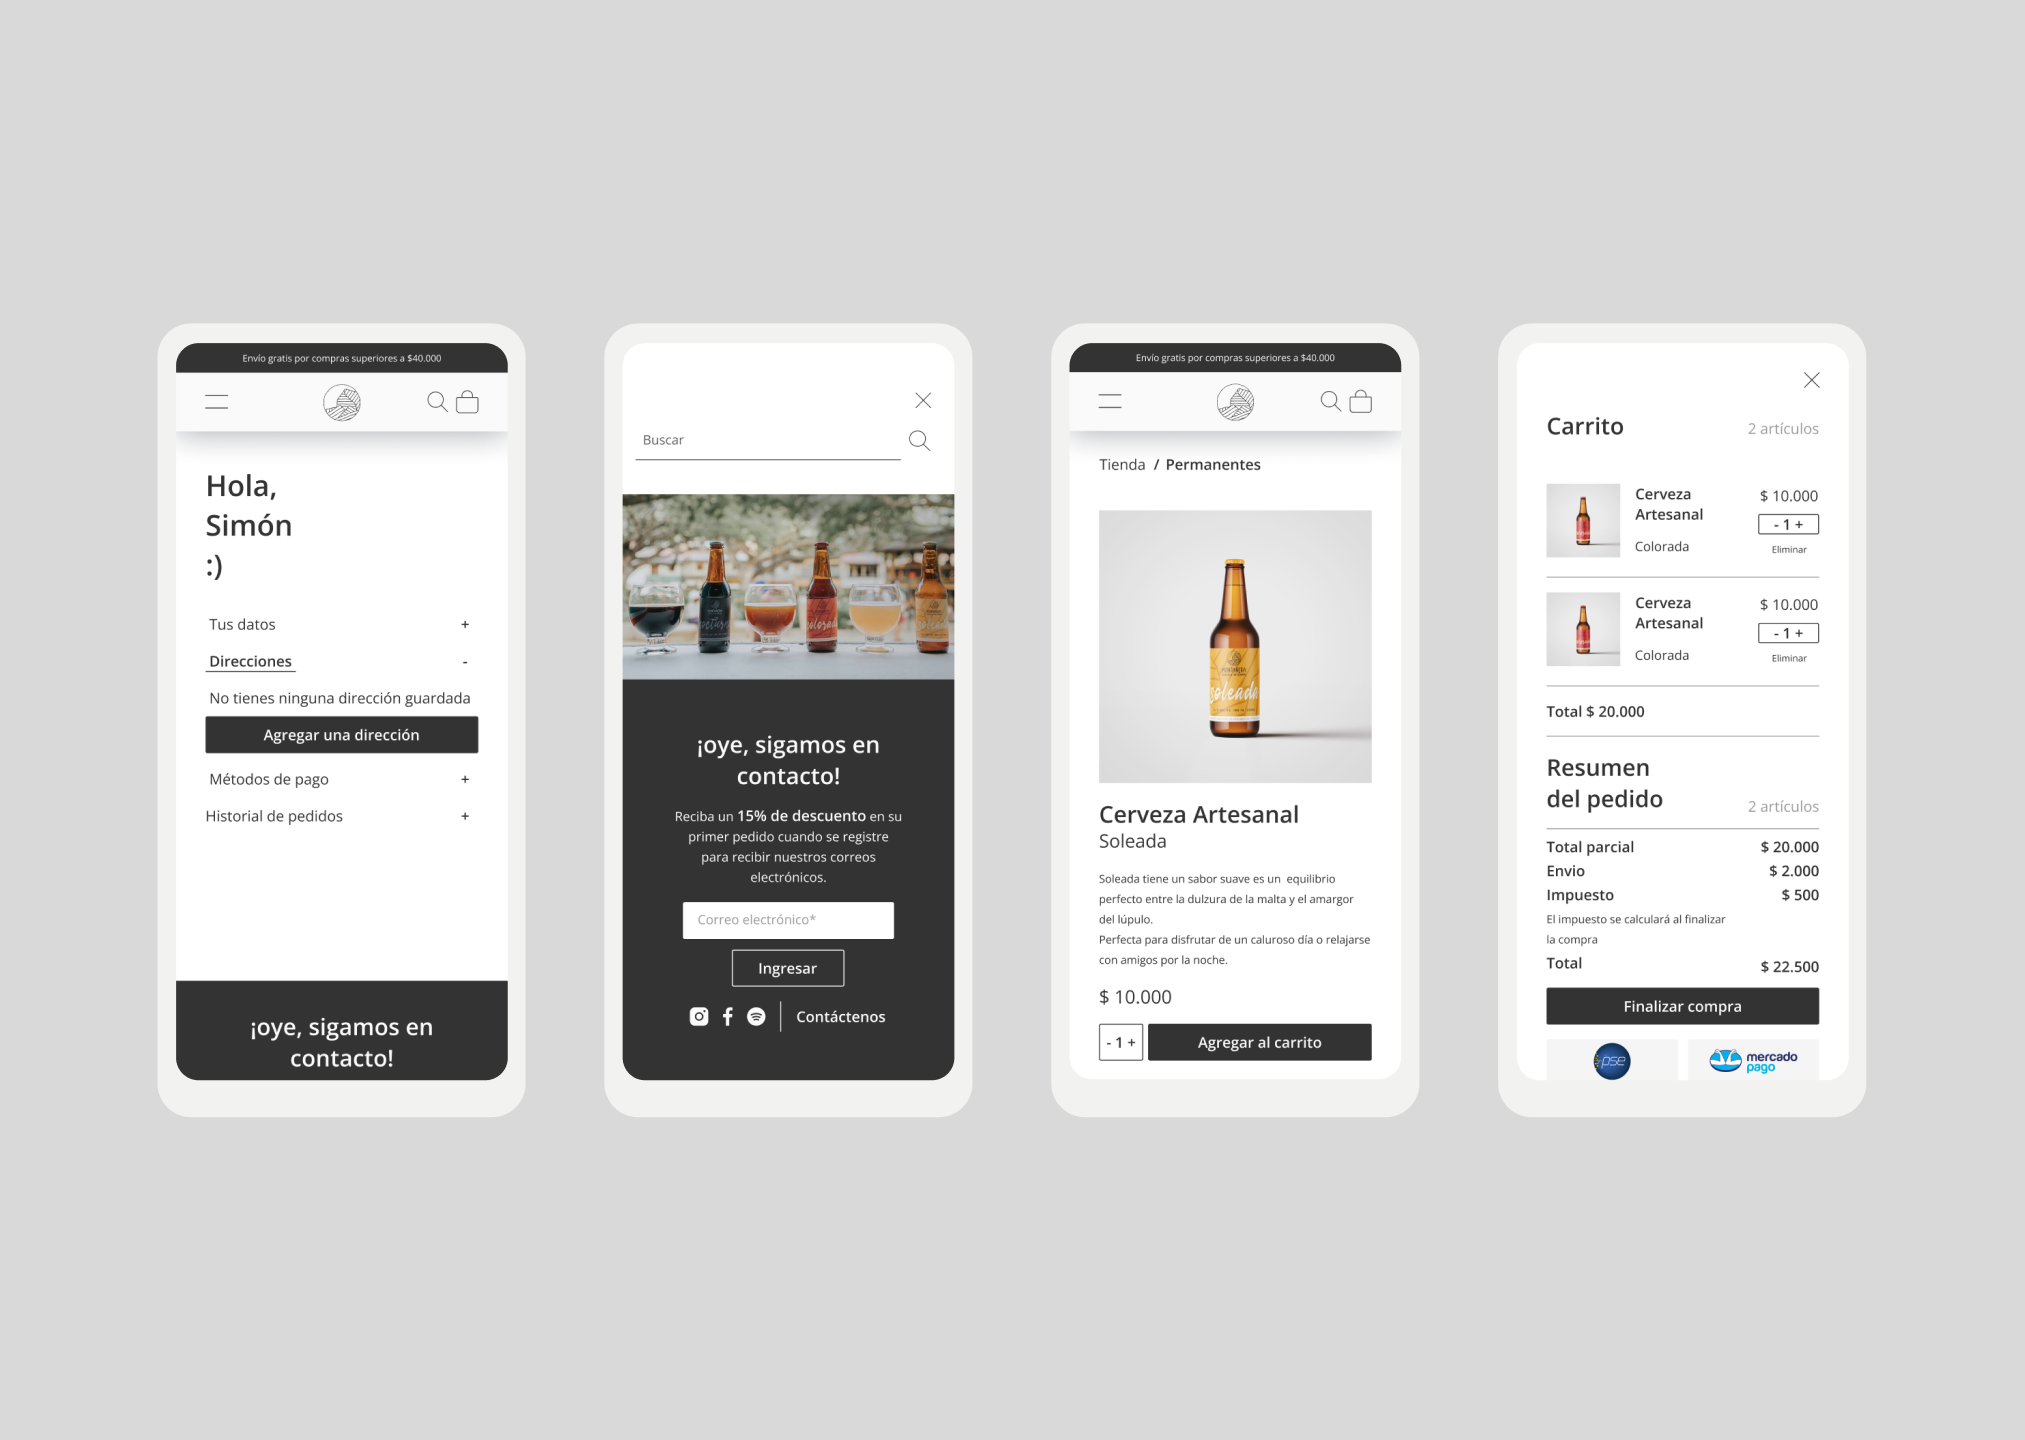 Envío gratis por compras superiores a $40.000
Hola,
Simón
:)
Tus datos +
Direcciones -
No tienes ninguna dirección guardada
Agregar una dirección
Métodos de pago +
Historial de pedidos +
¡oye, sigamos en
contacto!
Buscar
colorada
soleada
¡oye, sigamos en
contacto!
Reciba un 15% de descuento en su
primer pedido cuando se registre
para recibir nuestros correos
electrónicos.
Correo electrónico*
Ingresar
Contáctenos
Envío gratis por compras superiores a $40.000
Tienda / Permanentes
soleada
Cerveza Artesanal
Soleada
Soleada tiene un sabor suave es un equilibrio
perfecto entre la dulzura de la malta y el amargor
del lúpulo.
Perfecta para disfrutar de un caluroso día o relajarse
con amigos por la noche.
$ 10.000
- 1 + Agregar al carrito
Carrito 2 artículos
Cerveza $ 10.000
Artesanal - 1 +
Colorada Eliminar
Cerveza $ 10.000
Artesanal - 1 +
Colorada Eliminar
Total $ 20.000
Resumen
del pedido 2 artículos
Total parcial $ 20.000
Envio $ 2.000
Impuesto $ 500
El impuesto se calculará al finalizar
la compra
Total $ 22.500
Finalizar compra
pse mercado
pago